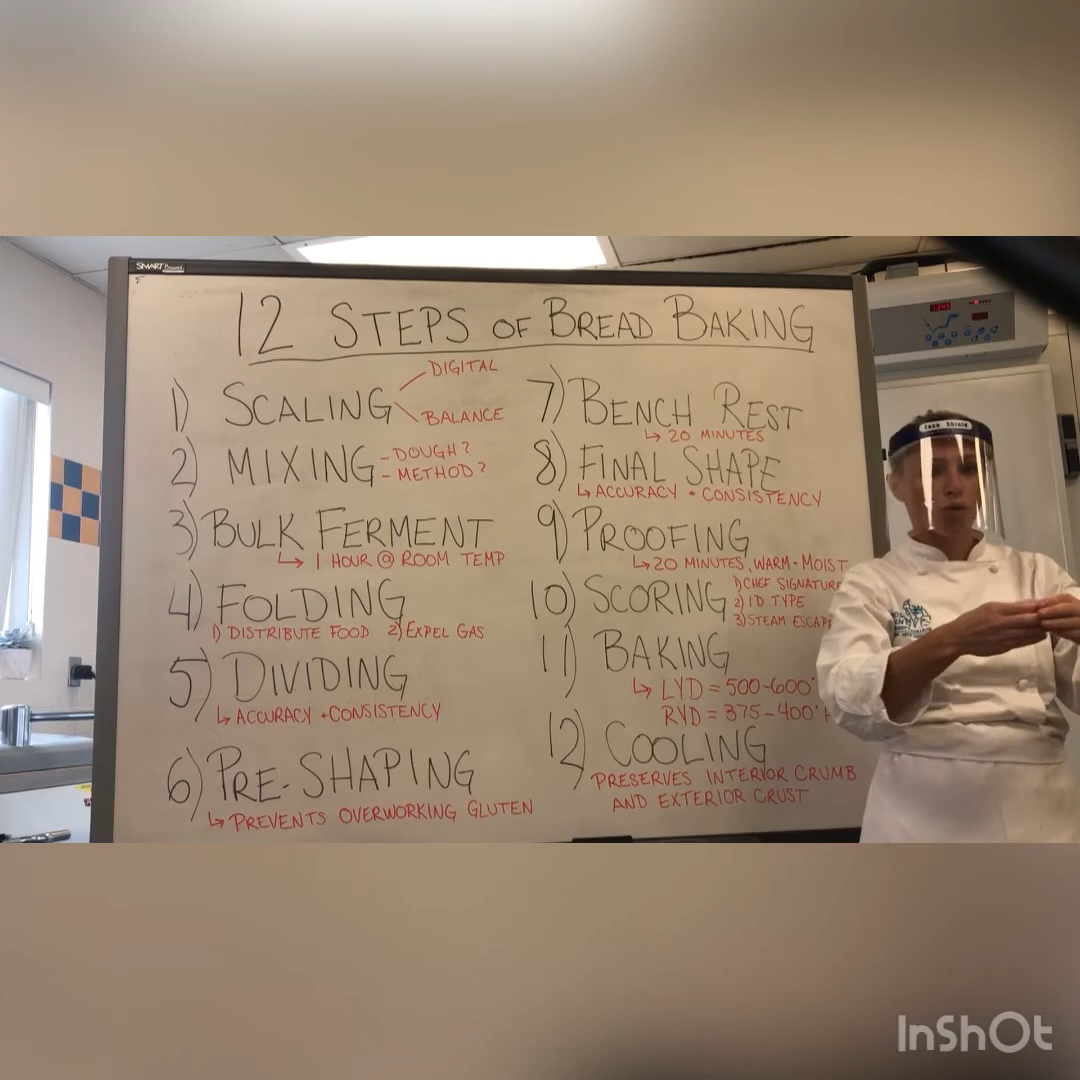 SMART Board
12 STEPS OF BREAD BAKING
1) SCALING
DIGITAL
BALANCE
2) MIXING
- DOUGH?
- METHOD?
3) BULK FERMENT
↳ 1 HOUR @ ROOM TEMP
4) FOLDING
1) DISTRIBUTE FOOD 2) EXPEL GAS
5) DIVIDING
↳ ACCURACY + CONSISTENCY
6) PRE-SHAPING
↳ PREVENTS OVERWORKING GLUTEN
7) BENCH REST
↳ 20 MINUTES
8) FINAL SHAPE
↳ ACCURACY + CONSISTENCY
9) PROOFING
↳ 20 MINUTES, WARM + MOIST
10) SCORING
1) CHEF SIGNATURE
2) ID TYPE
3) STEAM ESCAPE
11) BAKING
↳ LYD = 500-600°
RYD = 375-400°F
12) COOLING
PRESERVES INTERIOR CRUMB
AND EXTERIOR CRUST
Face Shield
InShOt